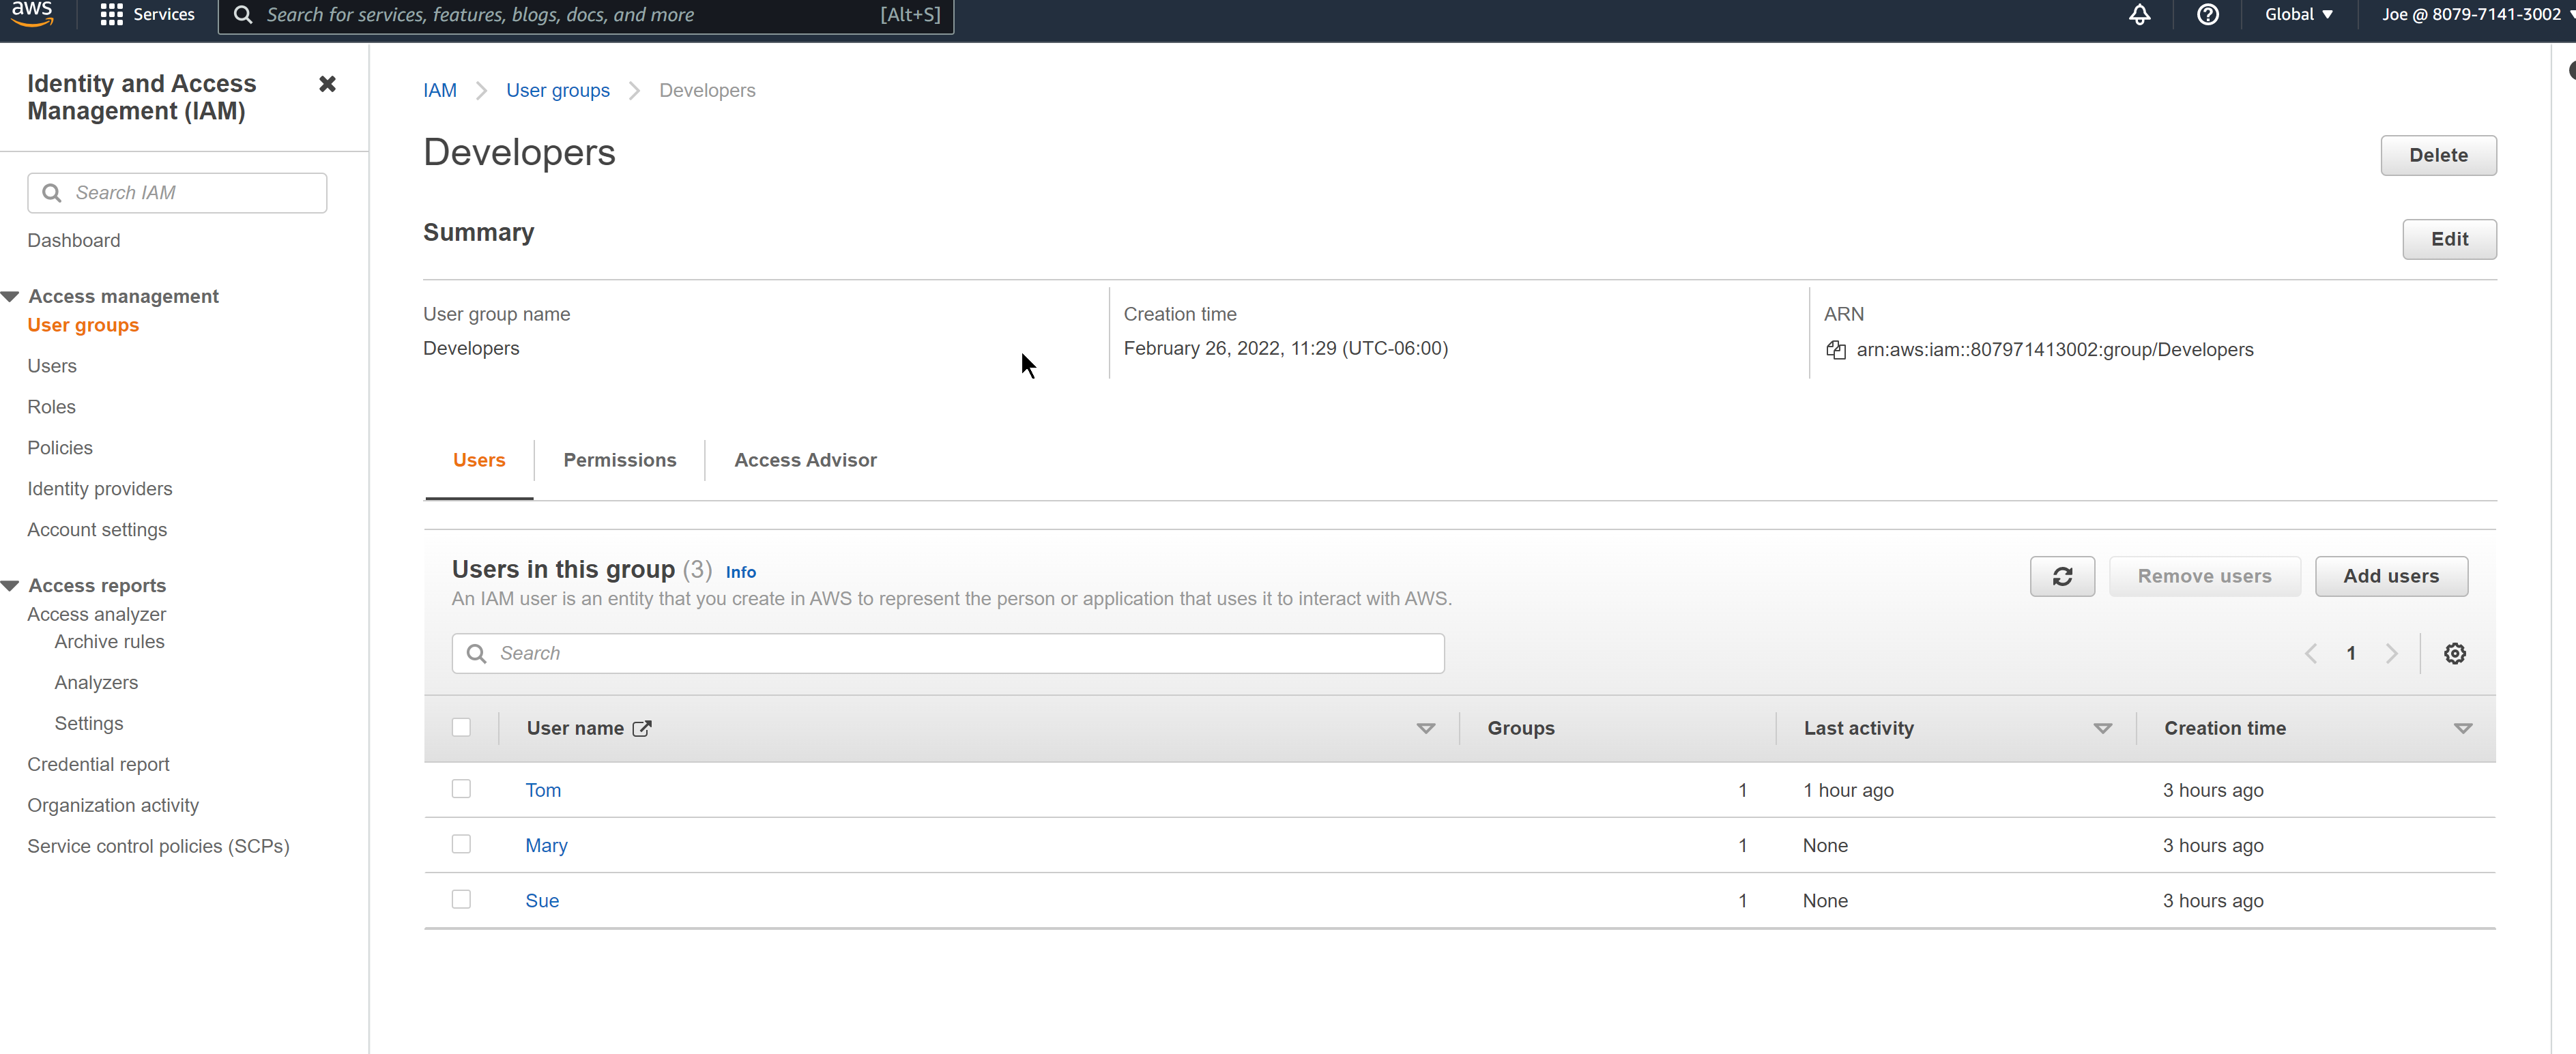 aws
Services
Search for services, features, blogs, docs, and more [Alt+S]
Global
Joe @ 8079-7141-3002
Identity and Access
Management (IAM)
Search IAM
Dashboard
Access management
User groups
Users
Roles
Policies
Identity providers
Account settings
Access reports
Access analyzer
Archive rules
Analyzers
Settings
Credential report
Organization activity
Service control policies (SCPs)
IAM > User groups > Developers
Developers
Delete
Summary
Edit
User group name
Developers
Creation time
February 26, 2022, 11:29 (UTC-06:00)
ARN
arn:aws:iam::807971413002:group/Developers
Users
Permissions
Access Advisor
Users in this group (3) Info
An IAM user is an entity that you create in AWS to represent the person or application that uses it to interact with AWS.
Remove users
Add users
Search
1
User name Groups Last activity Creation time
Tom 1 1 hour ago 3 hours ago
Mary 1 None 3 hours ago
Sue 1 None 3 hours ago